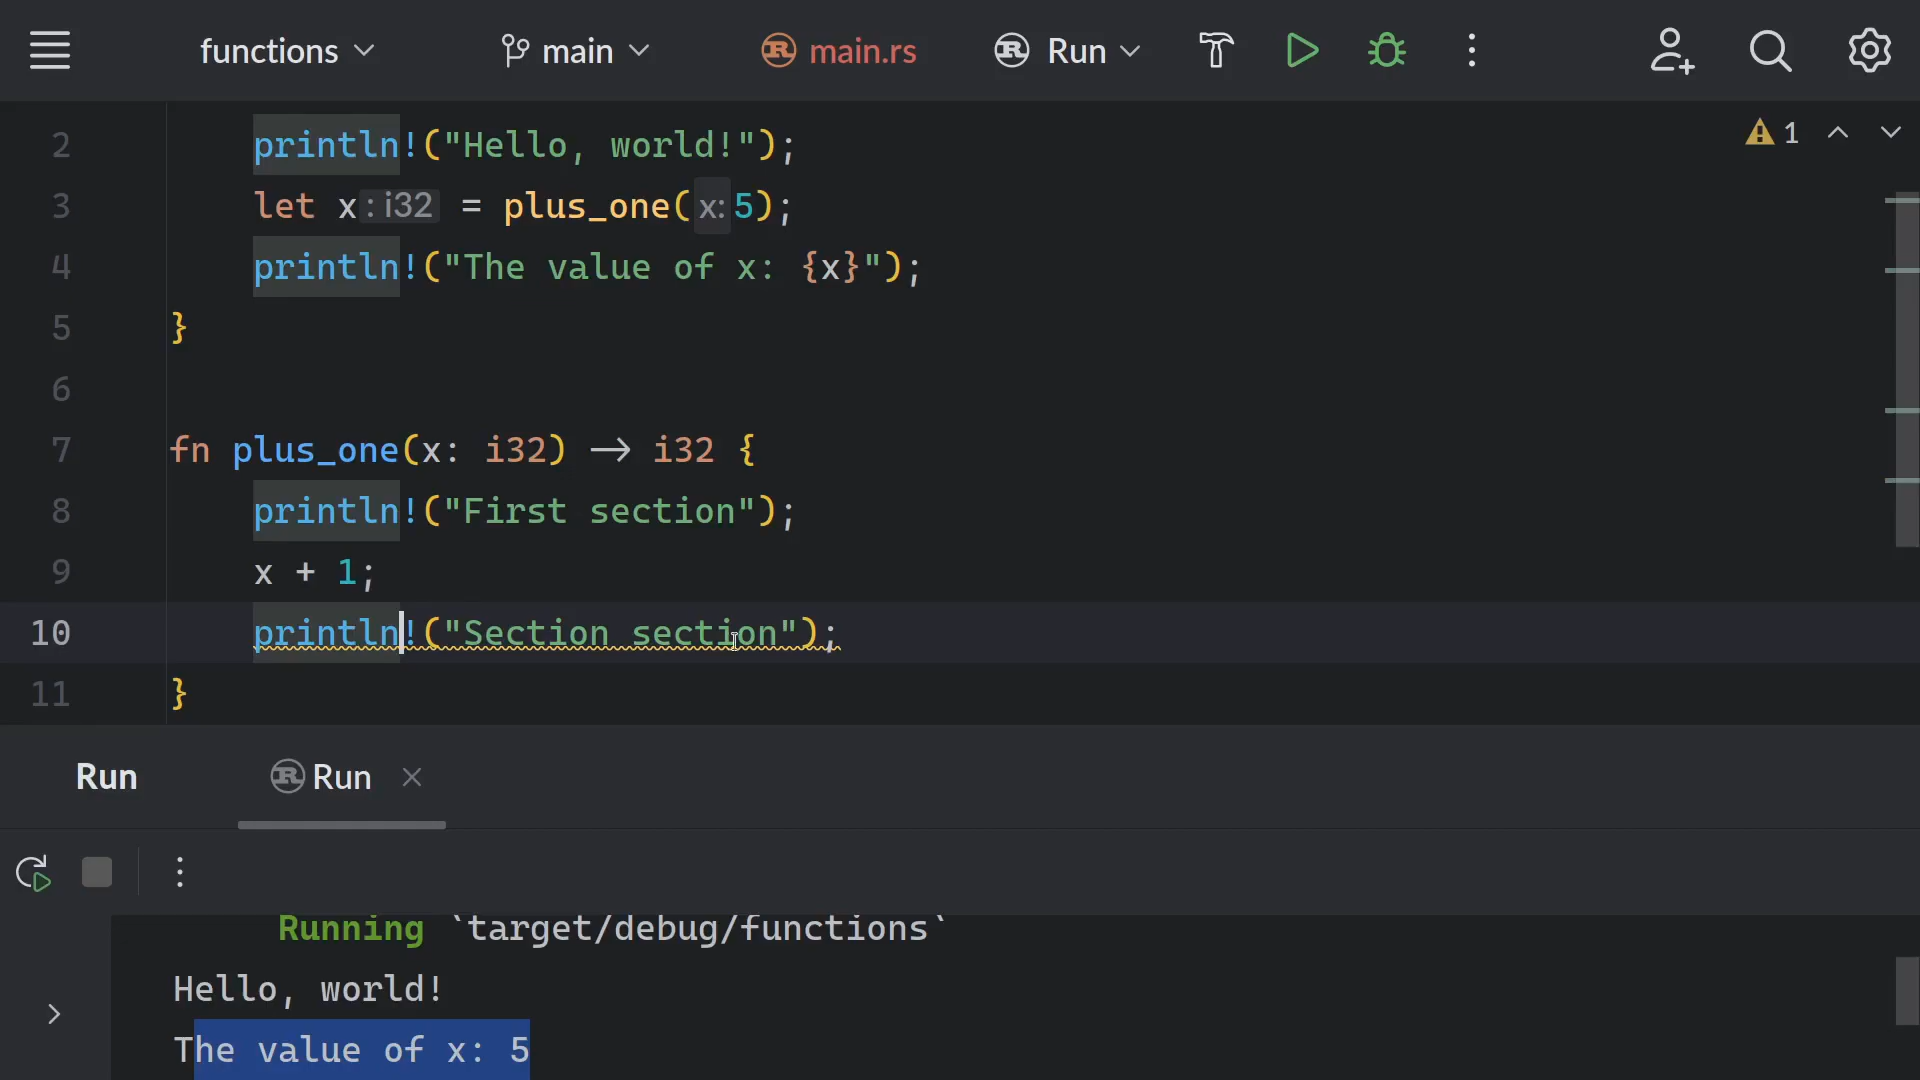 functions main main.rs Run
2 println!("Hello, world!"); 1
3 let x: i32 = plus_one(x: 5);
4 println!("The value of x: {x}");
5 }
6
7 fn plus_one(x: i32) -> i32 {
8 println!("First section");
9 x + 1;
10 println!("Section section");
11 }
Run Run
Running `target/debug/functions`
Hello, world!
The value of x: 5